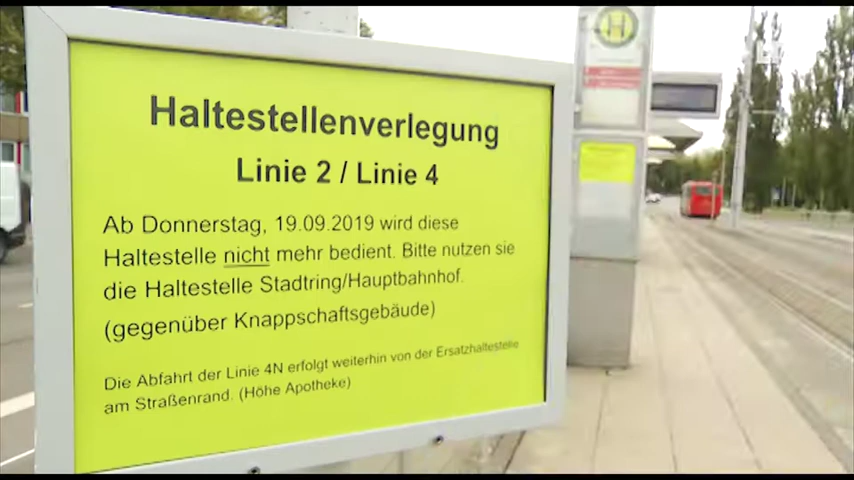 Haltestellenverlegung
Linie 2 / Linie 4
Ab Donnerstag, 19.09.2019 wird diese
Haltestelle nicht mehr bedient. Bitte nutzen sie
die Haltestelle Stadtring/Hauptbahnhof.
(gegenüber Knappschaftsgebäude)
Die Abfahrt der Linie 4N erfolgt weiterhin von der Ersatzhaltestelle
am Straßenrand. (Höhe Apotheke)
H